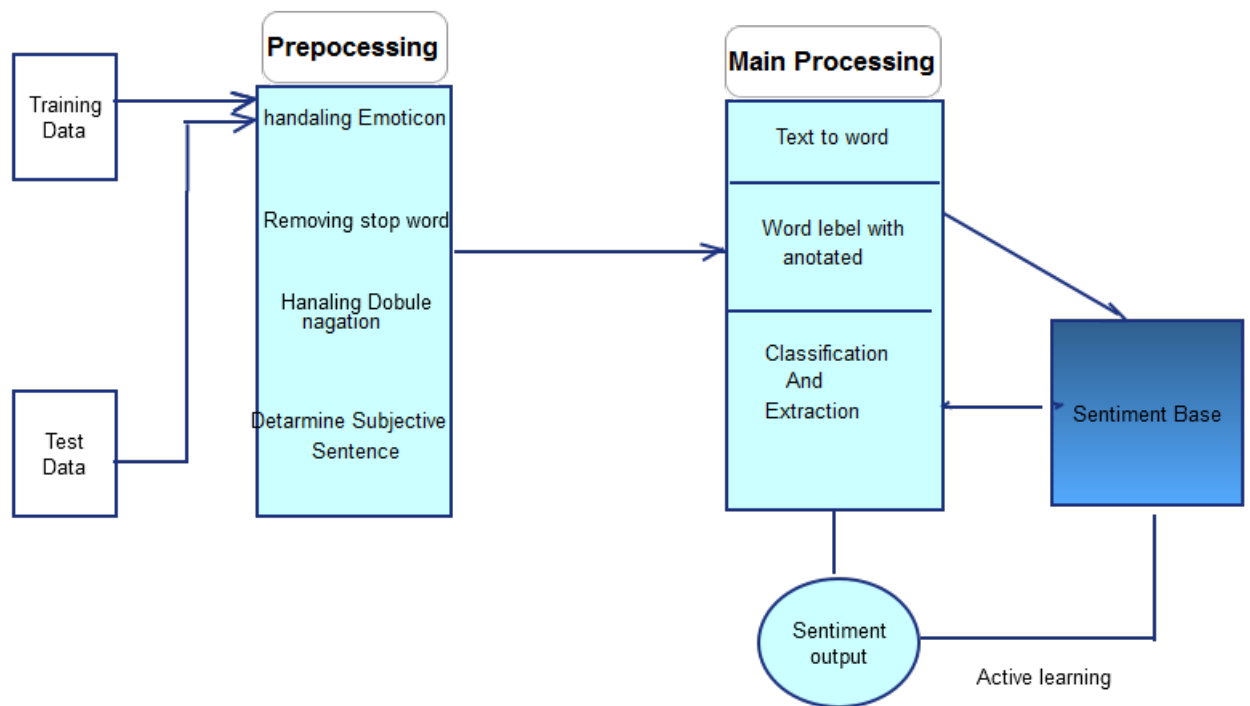 Prepocessing
Main Processing
Training
Data
handaling Emoticon
Removing stop word
Hanaling Dobule
nagation
Detarmine Subjective
Sentence
Test
Data
Text to word
Word lebel with
anotated
Classification
And
Extraction
Sentiment Base
Sentiment
output
Active learning